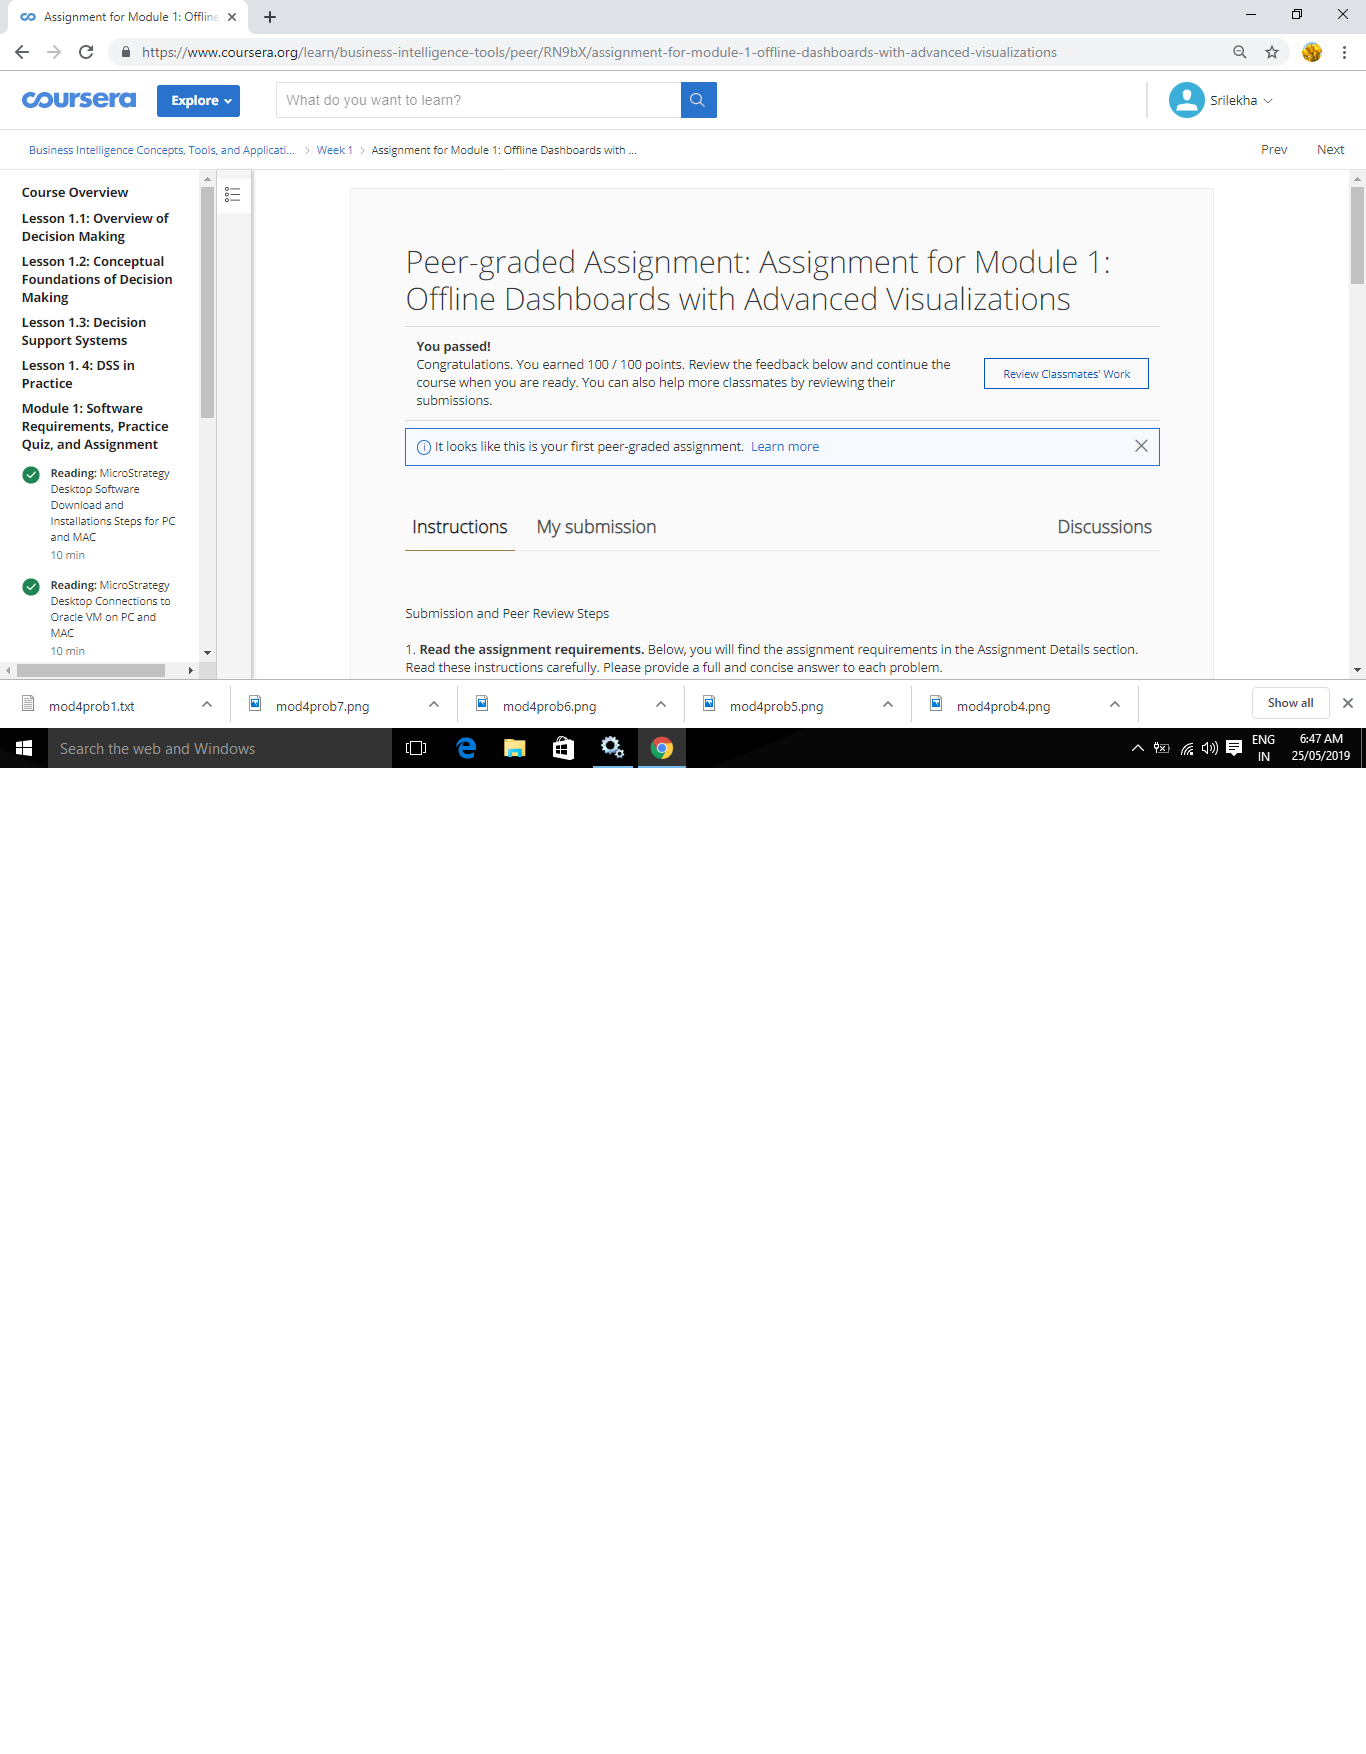 Assignment for Module 1: Offline
https://www.coursera.org/learn/business-intelligence-tools/peer/RN9bX/assignment-for-module-1-offline-dashboards-with-advanced-visualizations
coursera
Explore
What do you want to learn?
Srilekha
Business Intelligence Concepts, Tools, and Applicati...
Week 1
Assignment for Module 1: Offline Dashboards with ...
Prev
Next
Course Overview
Lesson 1.1: Overview of
Decision Making
Lesson 1.2: Conceptual
Foundations of Decision
Making
Lesson 1.3: Decision
Support Systems
Lesson 1. 4: DSS in
Practice
Module 1: Software
Requirements, Practice
Quiz, and Assignment
Reading: MicroStrategy
Desktop Software
Download and
Installations Steps for PC
and MAC
10 min
Reading: MicroStrategy
Desktop Connections to
Oracle VM on PC and
MAC
10 min
Peer-graded Assignment: Assignment for Module 1:
Offline Dashboards with Advanced Visualizations
You passed!
Congratulations. You earned 100 / 100 points. Review the feedback below and continue the
course when you are ready. You can also help more classmates by reviewing their
submissions.
Review Classmates' Work
It looks like this is your first peer-graded assignment. Learn more
Instructions
My submission
Discussions
Submission and Peer Review Steps
1. Read the assignment requirements. Below, you will find the assignment requirements in the Assignment Details section.
Read these instructions carefully. Please provide a full and concise answer to each problem.
mod4prob1.txt
mod4prob7.png
mod4prob6.png
mod4prob5.png
mod4prob4.png
Show all
Search the web and Windows
ENG
IN
6:47 AM
25/05/2019